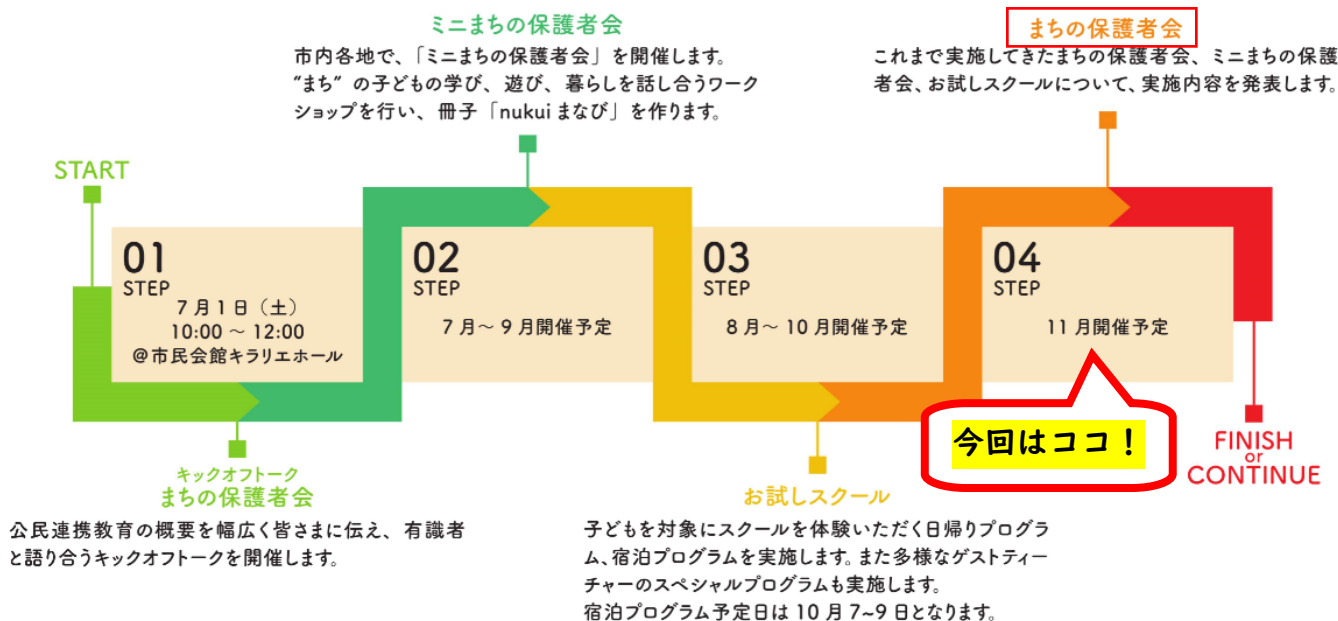 ミニまちの保護者会
市内各地で、「ミニまちの保護者会」を開催します。
“まち” の子どもの学び、遊び、暮らしを話し合うワーク
ショップを行い、冊子「nukui まなび」を作ります。
まちの保護者会
これまで実施してきたまちの保護者会、ミニまちの保護
者会、お試しスクールについて、実施内容を発表します。
START
01
STEP
7月1日（土）
10:00 ～ 12:00
@市民会館キラリエホール
02
STEP
7月～9月開催予定
03
STEP
8月～10月開催予定
04
STEP
11月開催予定
今回はココ！
FINISH
or
CONTINUE
キックオフトーク
まちの保護者会
公民連携教育の概要を幅広く皆さまに伝え、有識者
と語り合うキックオフトークを開催します。
お試しスクール
子どもを対象にスクールを体験いただく日帰りプログラ
ム、宿泊プログラムを実施します。また多様なゲストティー
チャーのスペシャルプログラムも実施します。
宿泊プログラム予定日は 10 月 7~9 日となります。